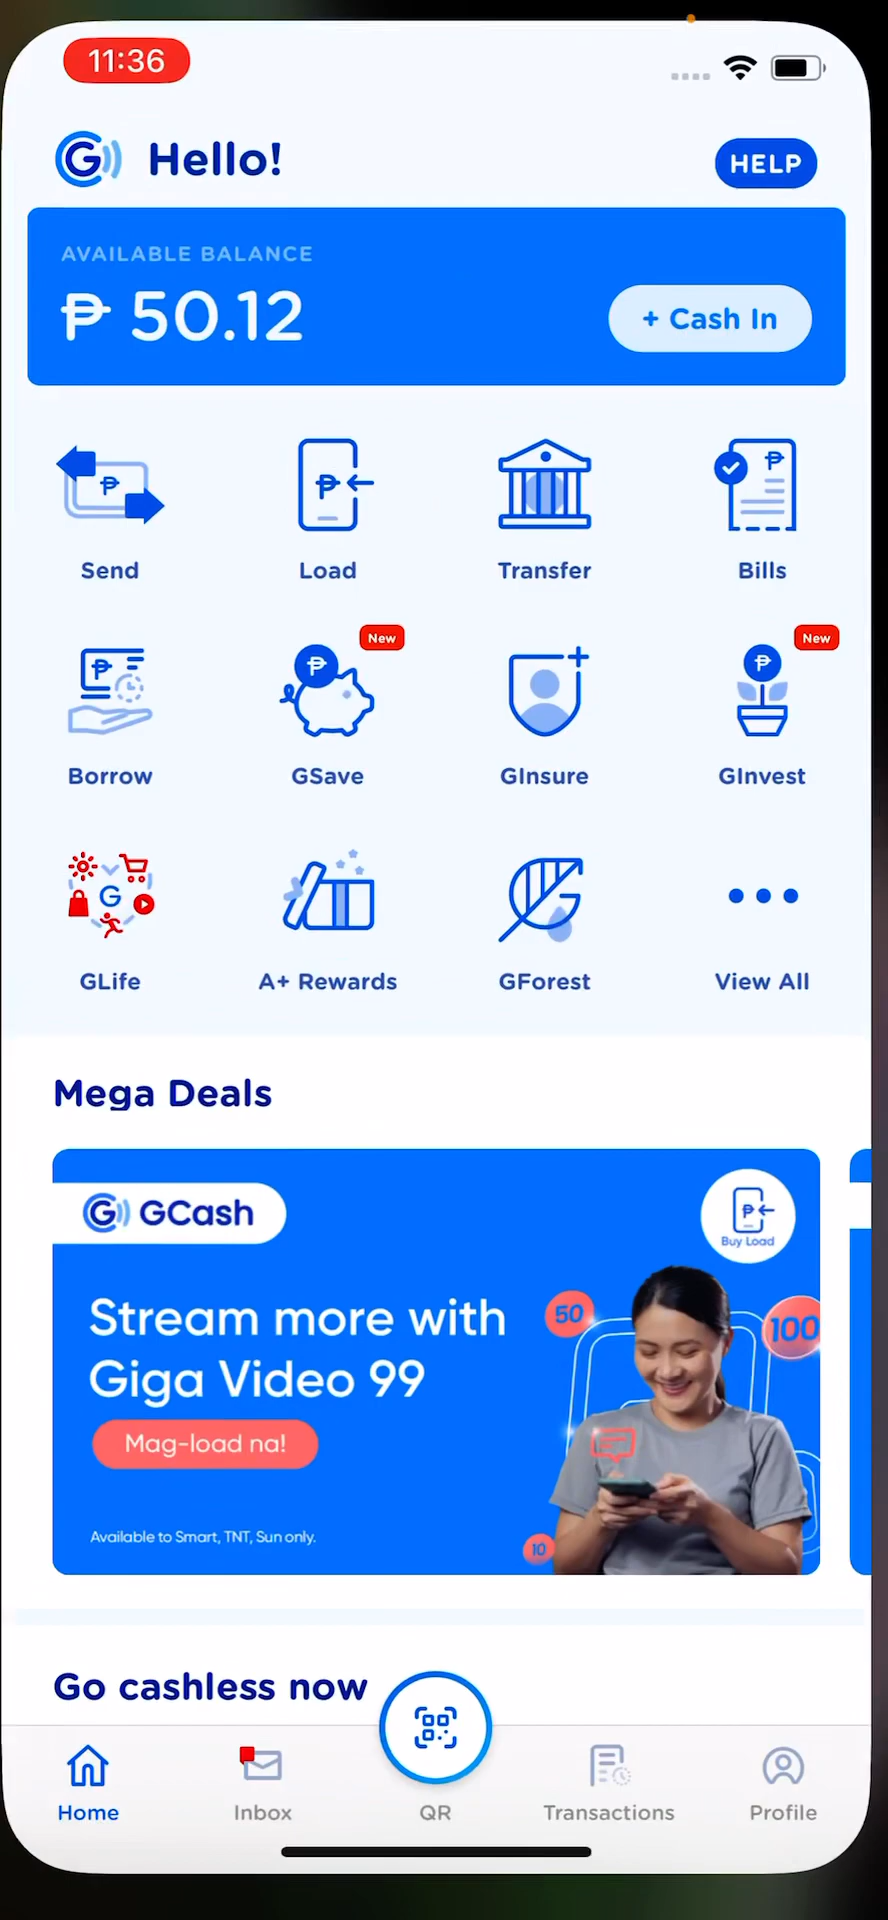 11:36
Hello!
HELP
AVAILABLE BALANCE
₱ 50.12
+ Cash In
Send
Load
Transfer
Bills
New
New
Borrow
GSave
GInsure
GInvest
GLife
A+ Rewards
GForest
View All
Mega Deals
GCash
Buy Load
Stream more with
Giga Video 99
50
100
Mag-load na!
Available to Smart, TNT, Sun only.
10
Go cashless now
Home
Inbox
QR
Transactions
Profile